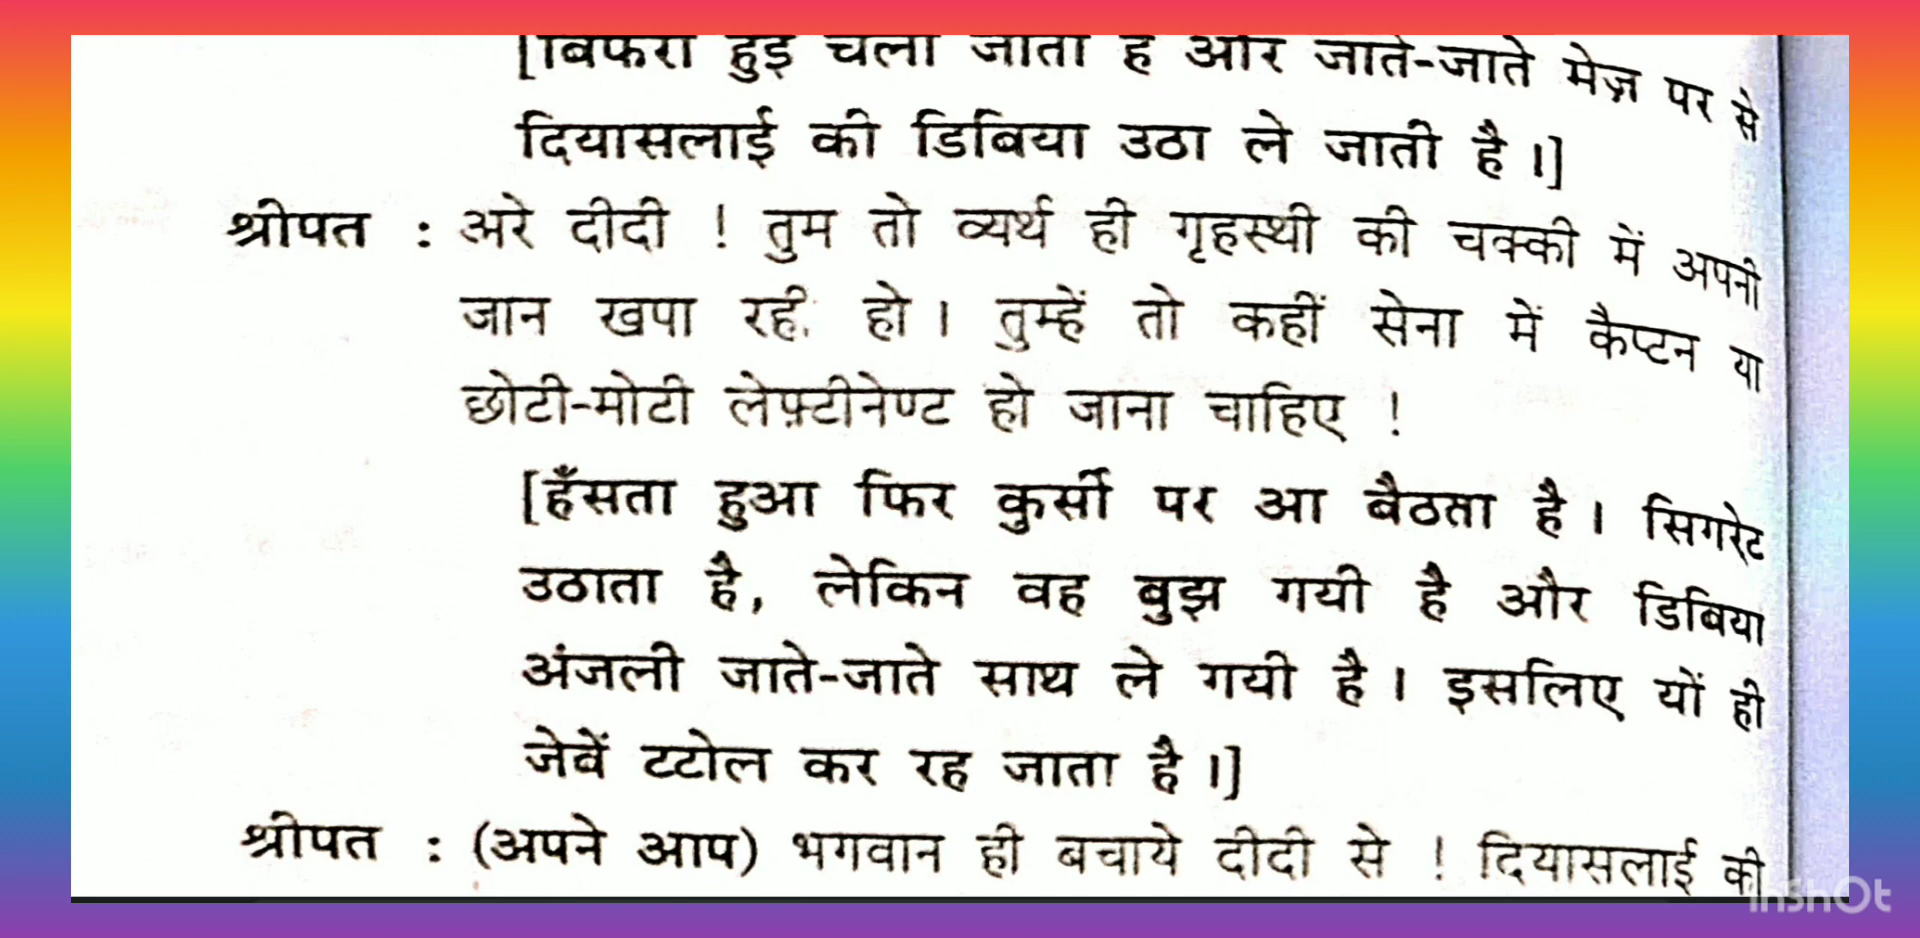 [बिफरी हुई चली जाती है और जाते-जाते मेज़ पर से
दियासलाई की डिबिया उठा ले जाती है।]
श्रीपत : अरे दीदी ! तुम तो व्यर्थ ही गृहस्थी की चक्की में अपनी
जान खपा रही हो । तुम्हें तो कहीं सेना में कैप्टन या
छोटी-मोटी लेफ़्टीनेण्ट हो जाना चाहिए !
[हँसता हुआ फिर कुर्सी पर आ बैठता है । सिगरेट
उठाता है, लेकिन वह बुझ गयी है और डिबिया
अंजली जाते-जाते साथ ले गयी है । इसलिए यों ही
जेबें टटोल कर रह जाता है ।]
श्रीपत : (अपने आप) भगवान ही बचाये दीदी से ! दियासलाई की
InShOt